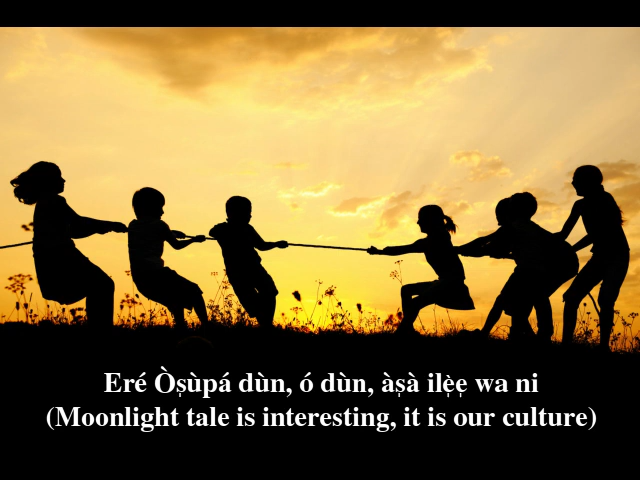 Eré Òṣùpá dùn, ó dùn, àṣà ilẹ̀ẹ wa ni
(Moonlight tale is interesting, it is our culture)